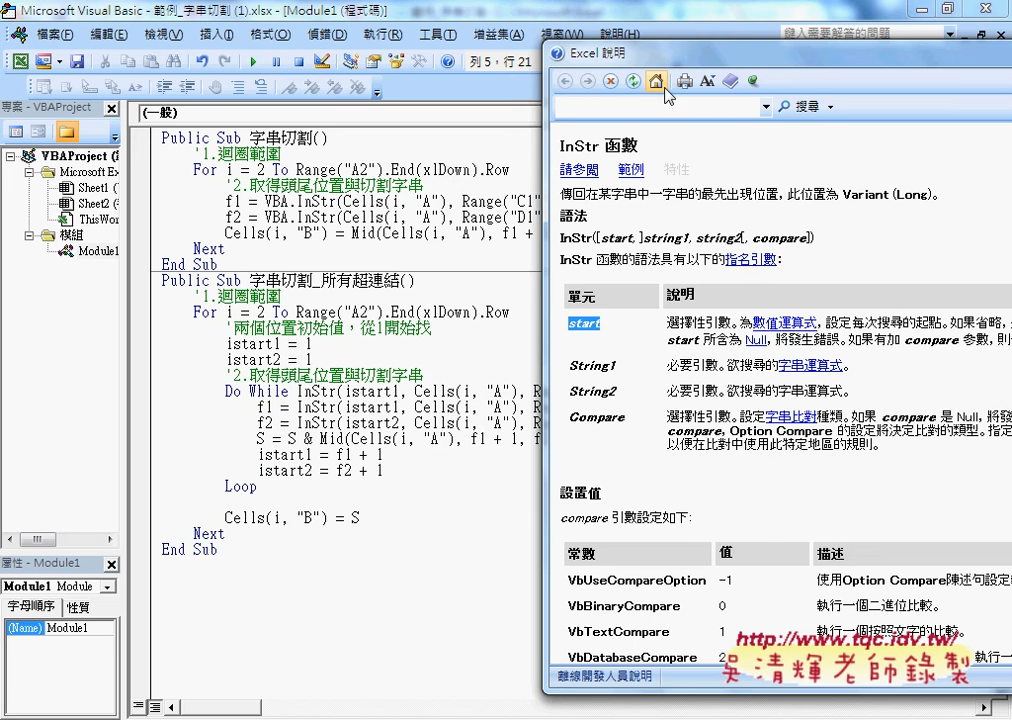 Microsoft Visual Basic - 範例_字串切割 (1).xlsx - [Module1 (程式碼)]
檔案(F) 編輯(E) 檢視(V) 插入(I) 格式(O) 偵錯(D) 執行(R) 工具(T) 增益集(A) 視窗(W) 說明(H) 鍵入需要解答的問題
列 5，行 21
專案 - VBAProject
VBAProject (
Microsoft Ex
Sheet1 (
Sheet2 (
ThisWor
模組
Module1
屬性 - Module1
Module1 Module
字母順序 性質
(Name) Module1
(一般)
Public Sub 字串切割()
'1.迴圈範圍
For i = 2 To Range("A2").End(xlDown).Row
'2.取得頭尾位置與切割字串
f1 = VBA.InStr(Cells(i, "A"), Range("C1"
f2 = VBA.InStr(Cells(i, "A"), Range("D1"
Cells(i, "B") = Mid(Cells(i, "A"), f1 +
Next
End Sub
Public Sub 字串切割_所有超連結()
'1.迴圈範圍
For i = 2 To Range("A2").End(xlDown).Row
'兩個位置初始值，從1開始找
istart1 = 1
istart2 = 1
'2.取得頭尾位置與切割字串
Do While InStr(istart1, Cells(i, "A"), R
f1 = InStr(istart1, Cells(i, "A"), R
f2 = InStr(istart2, Cells(i, "A"), R
S = S & Mid(Cells(i, "A"), f1 + 1, f
istart1 = f1 + 1
istart2 = f2 + 1
Loop
Cells(i, "B") = S
Next
End Sub
Excel 說明
搜尋
InStr 函數
請參閱 範例 特性
傳回在某字串中一字串的最先出現位置，此位置為 Variant (Long)。
語法
InStr([start, ]string1, string2[, compare])
InStr 函數的語法具有以下的指名引數：
單元 說明
start 選擇性引數。為數值運算式，設定每次搜尋的起點。如果省略，
start 所含為 Null，將發生錯誤。如果有加 compare 參數，則
String1 必要引數。欲搜尋的字串運算式。
String2 必要引數。欲搜尋的字串運算式。
Compare 選擇性引數。設定字串比對種類。如果 compare 是 Null，將發
compare，Option Compare 的設定將決定比對的類型。指定
以便在比對中使用此特定地區的規則。
設置值
compare 引數設定如下：
常數 值 描述
VbUseCompareOption -1 使用Option Compare陳述句設定
VbBinaryCompare 0 執行一個二進位比較。
VbTextCompare 1 執行一個按照文字的比較。
VbDatabaseCompare 2 執行一
離線開發人員說明
http://www.tqc.idv.tw/
吳清輝老師錄製